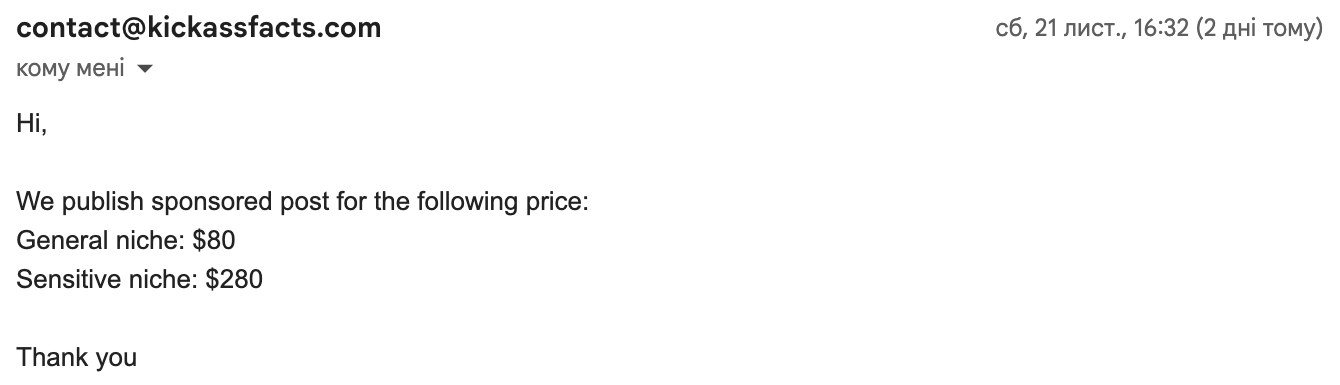 contact@kickassfacts.com
сб, 21 лист., 16:32 (2 дні тому)
кому мені
Hi,
We publish sponsored post for the following price:
General niche: $80
Sensitive niche: $280
Thank you